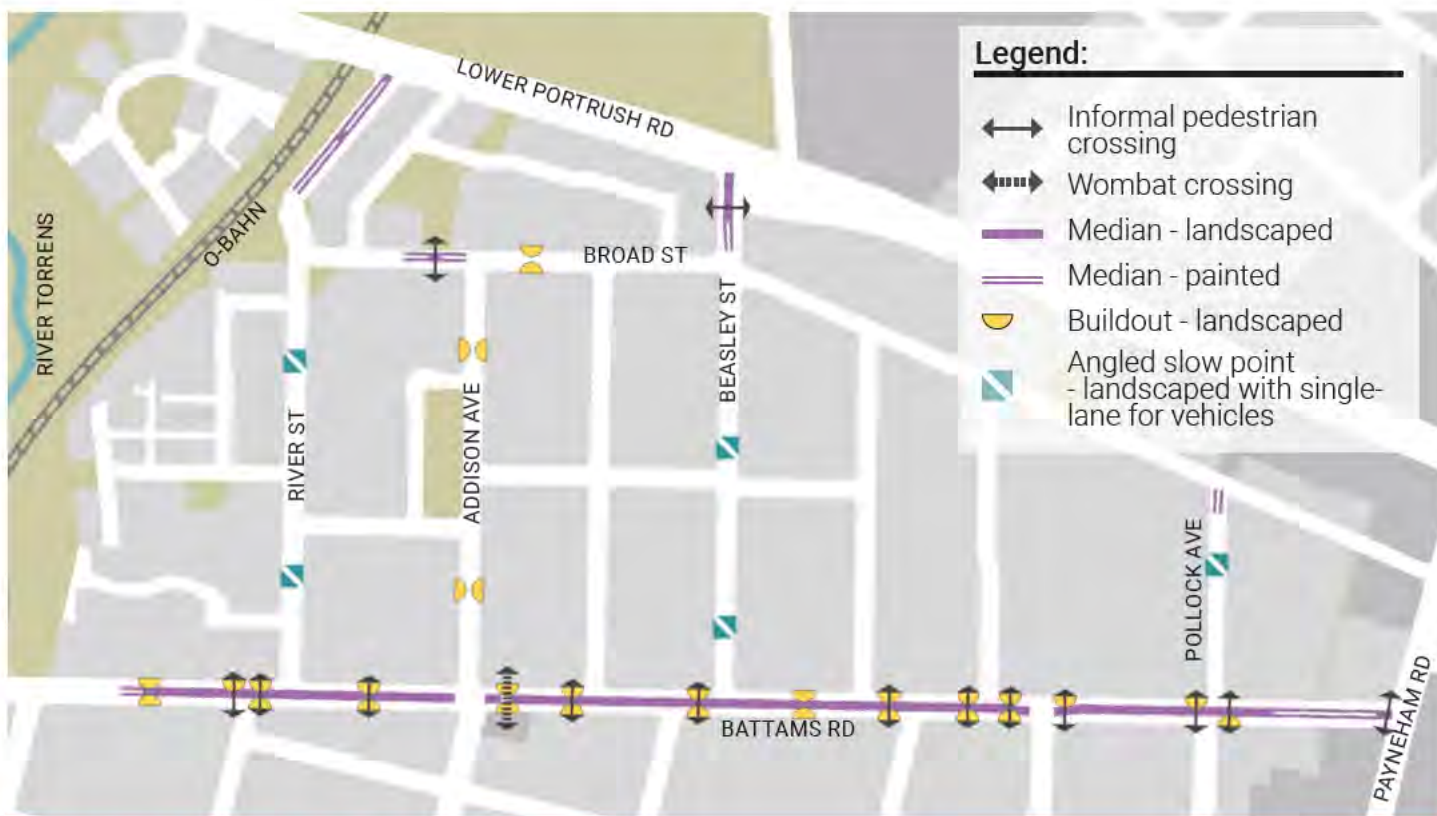 Legend:
Informal pedestrian
crossing
Wombat crossing
Median - landscaped
Median - painted
Buildout - landscaped
Angled slow point
- landscaped with single-
lane for vehicles
LOWER PORTRUSH RD
O-BAHN
RIVER TORRENS
BROAD ST
BEASLEY ST
ADDISON AVE
RIVER ST
POLLOCK AVE
BATTAMS RD
PAYNEHAM RD